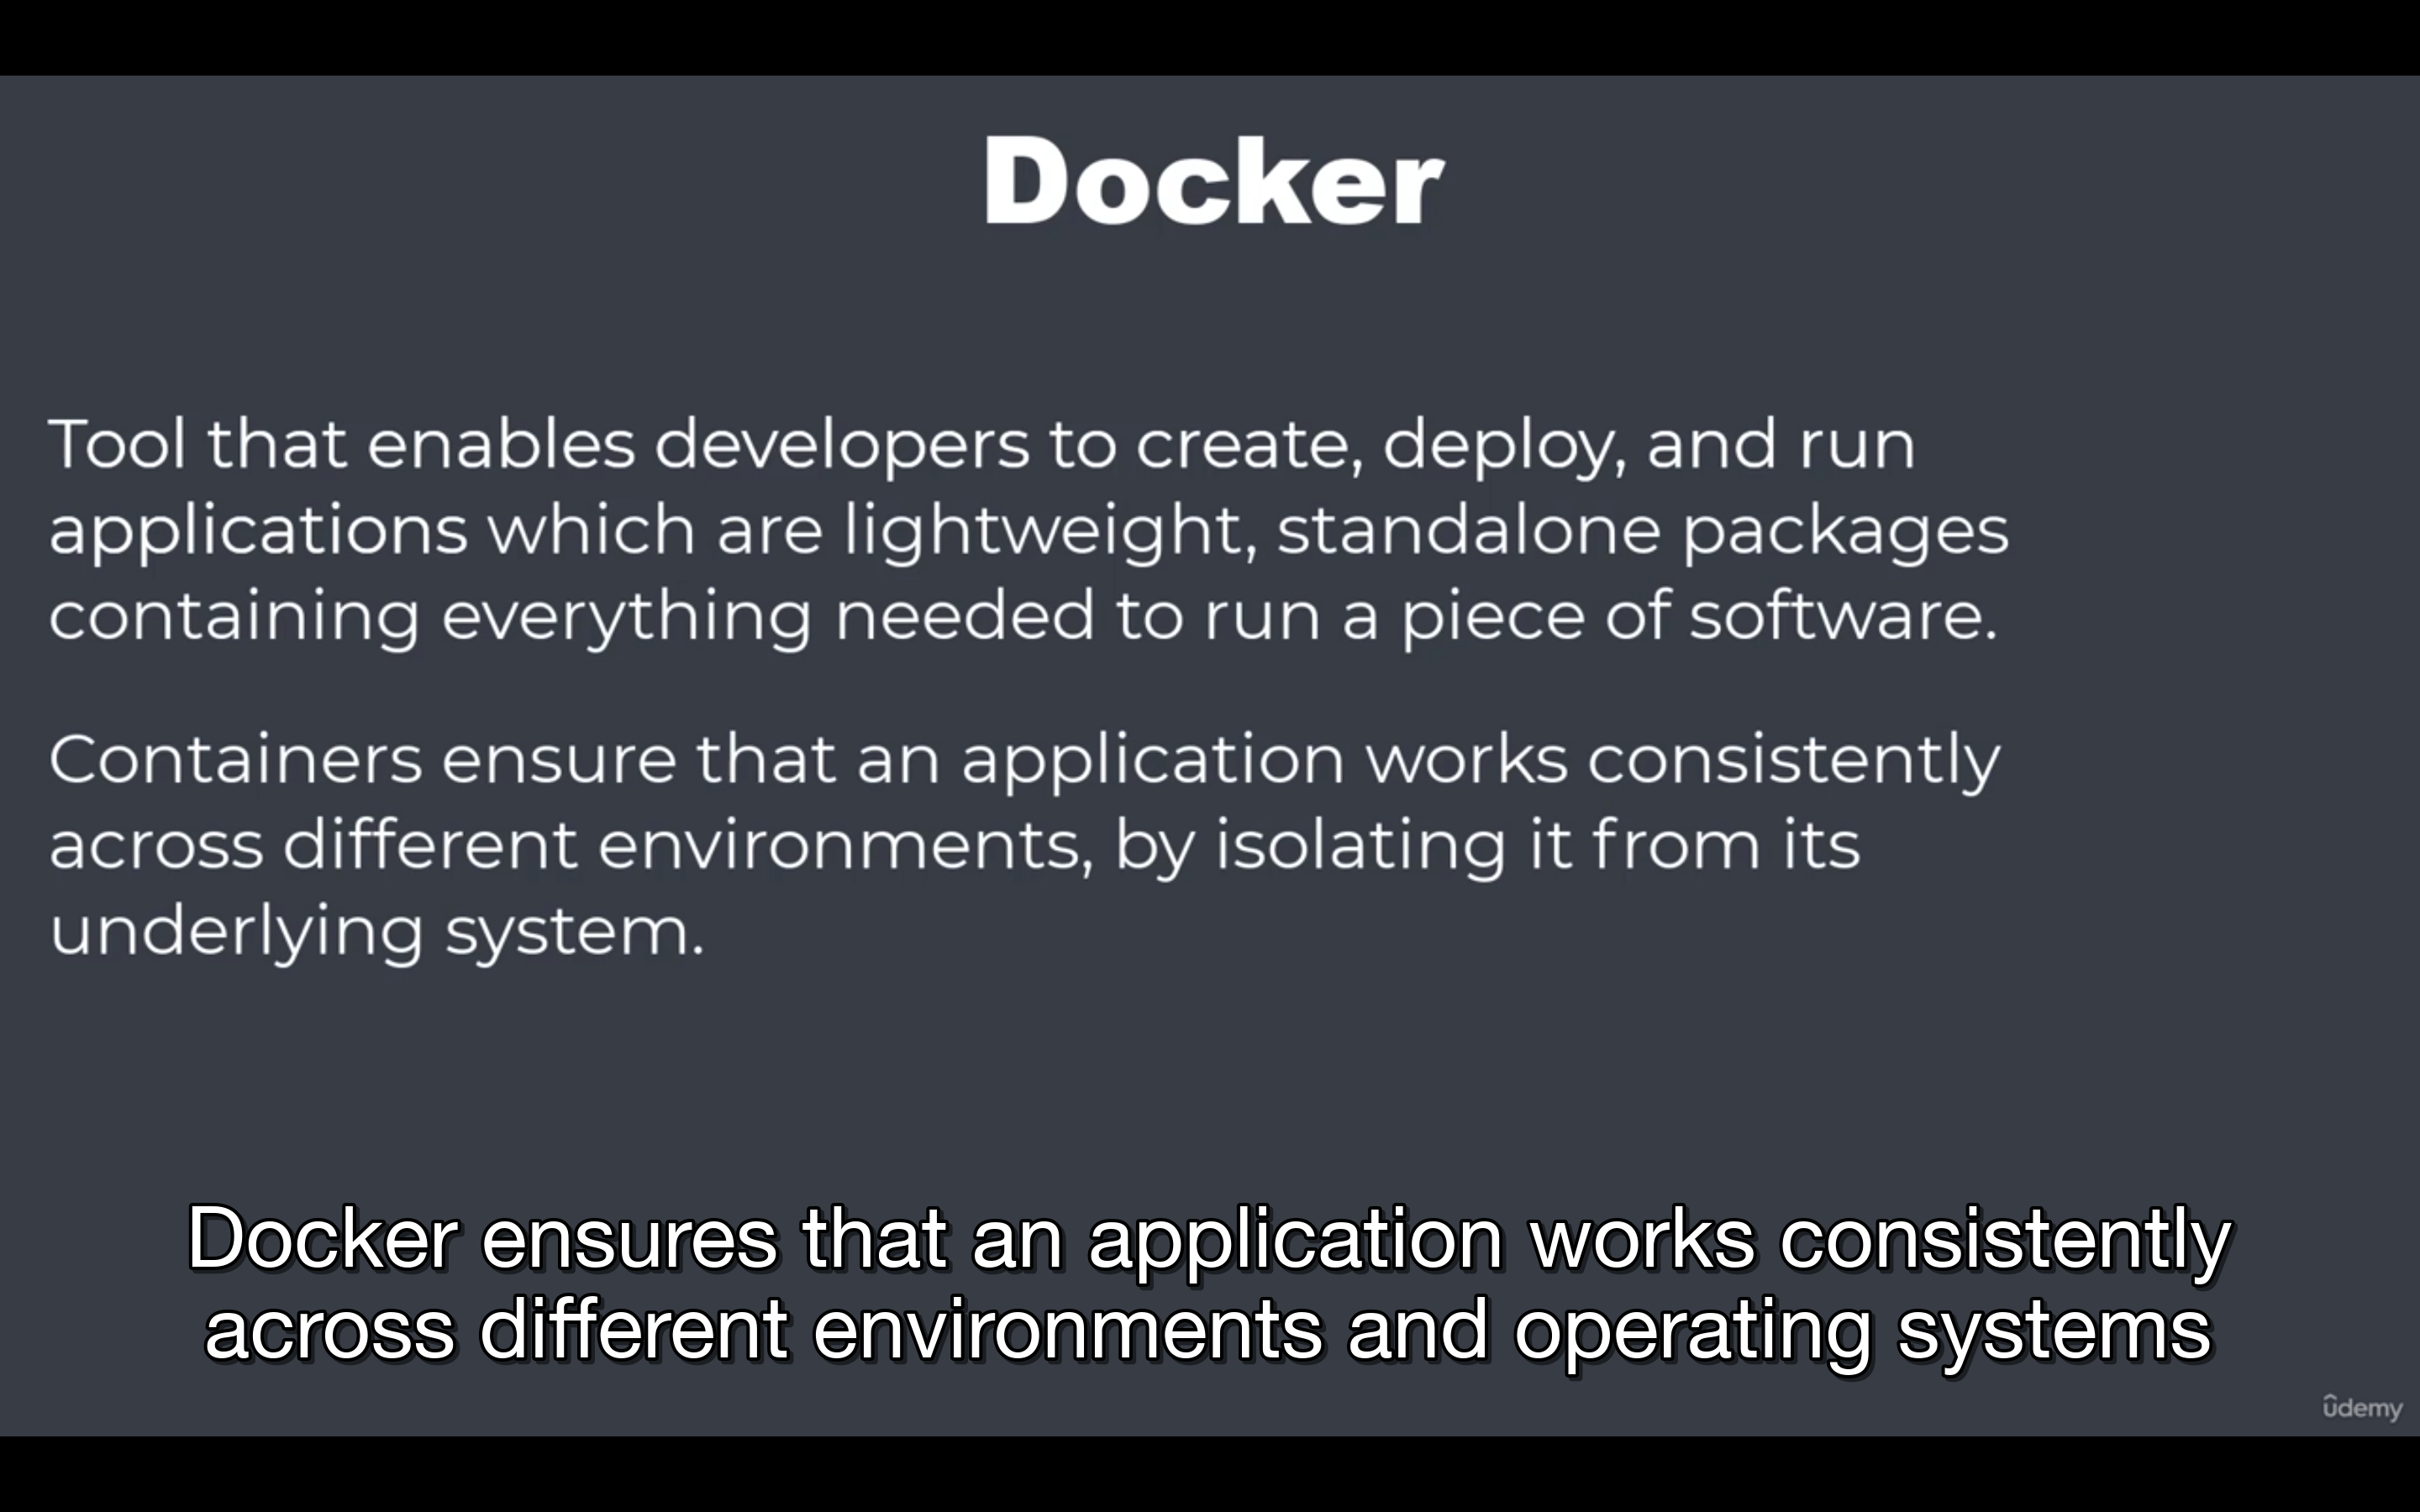 Docker
Tool that enables developers to create, deploy, and run
applications which are lightweight, standalone packages
containing everything needed to run a piece of software.
Containers ensure that an application works consistently
across different environments, by isolating it from its
underlying system.
Docker ensures that an application works consistently
across different environments and operating systems
ûdemy